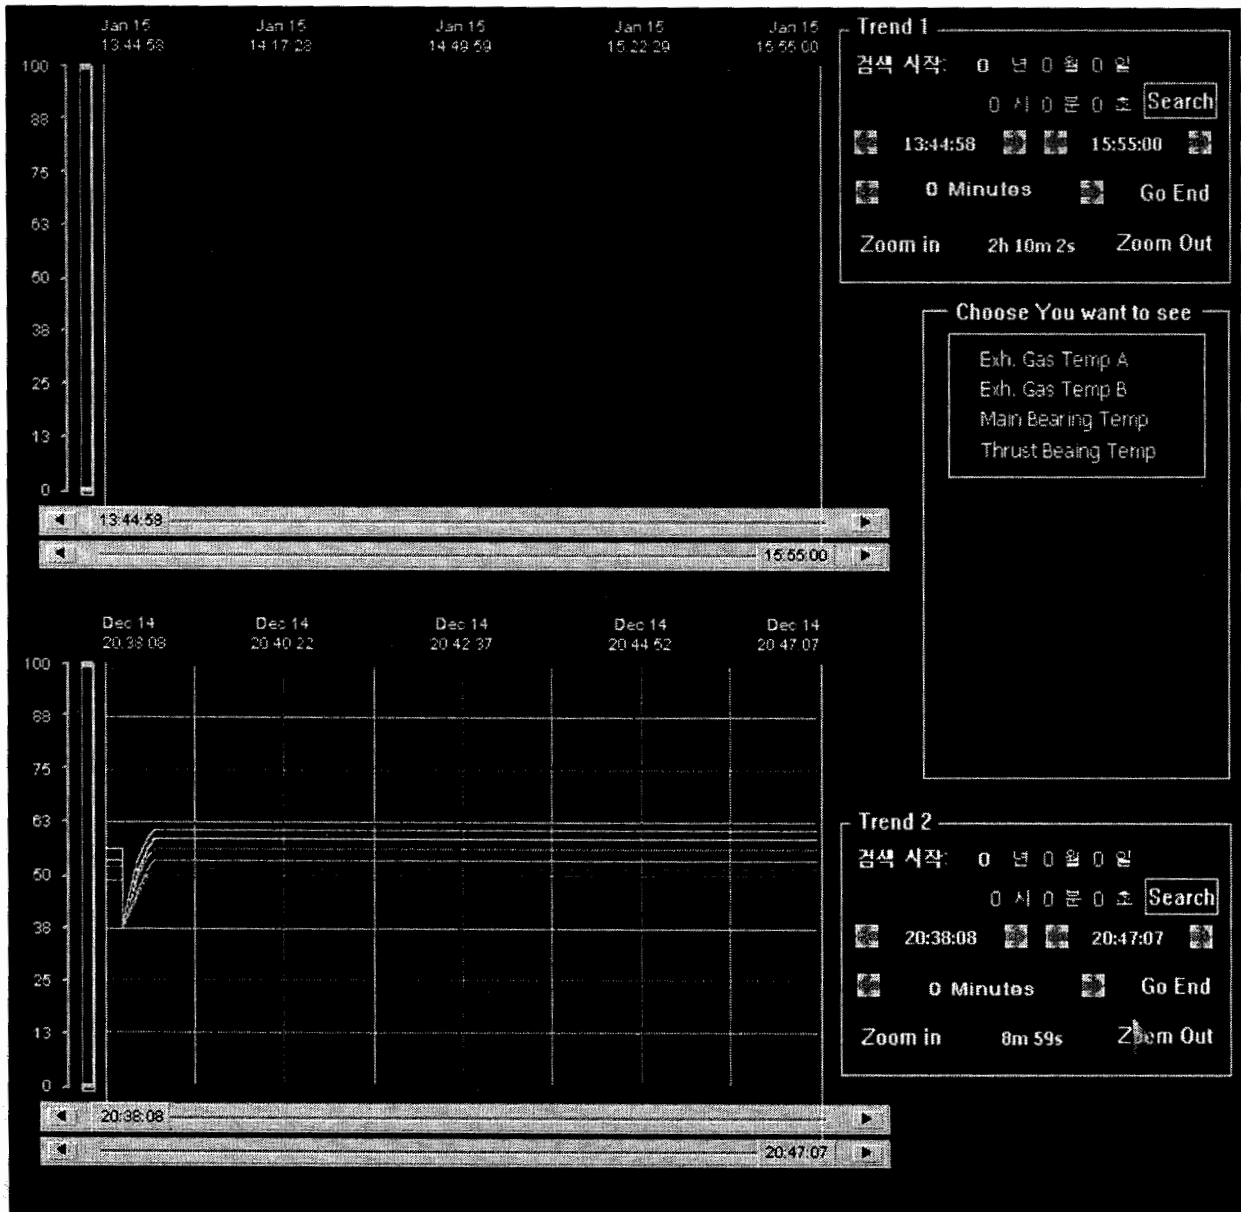 Jan 15 Jan 15 Jan 15 Jan 15 Jan 15
13:44:58 14:17:28 14:49:59 15:22:29 15:55:00
100
88
75
63
50
38
25
13
0
13:44:59
15:55:00
Trend 1
검색 시작: 0 년 0 월 0 일
0 시 0 분 0 초 Search
13:44:58 15:55:00
0 Minutes Go End
Zoom in 2h 10m 2s Zoom Out
Choose You want to see
Exh. Gas Temp A
Exh. Gas Temp B
Main Bearing Temp
Thrust Beaing Temp
Dec 14 Dec 14 Dec 14 Dec 14 Dec 14
20:38:08 20:40:22 20:42:37 20:44:52 20:47:07
100
88
75
63
50
38
25
13
0
20:38:08
20:47:07
Trend 2
검색 시작: 0 년 0 월 0 일
0 시 0 분 0 초 Search
20:38:08 20:47:07
0 Minutes Go End
Zoom in 8m 59s Zoom Out